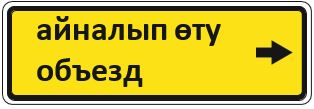 айналып өту
объезд